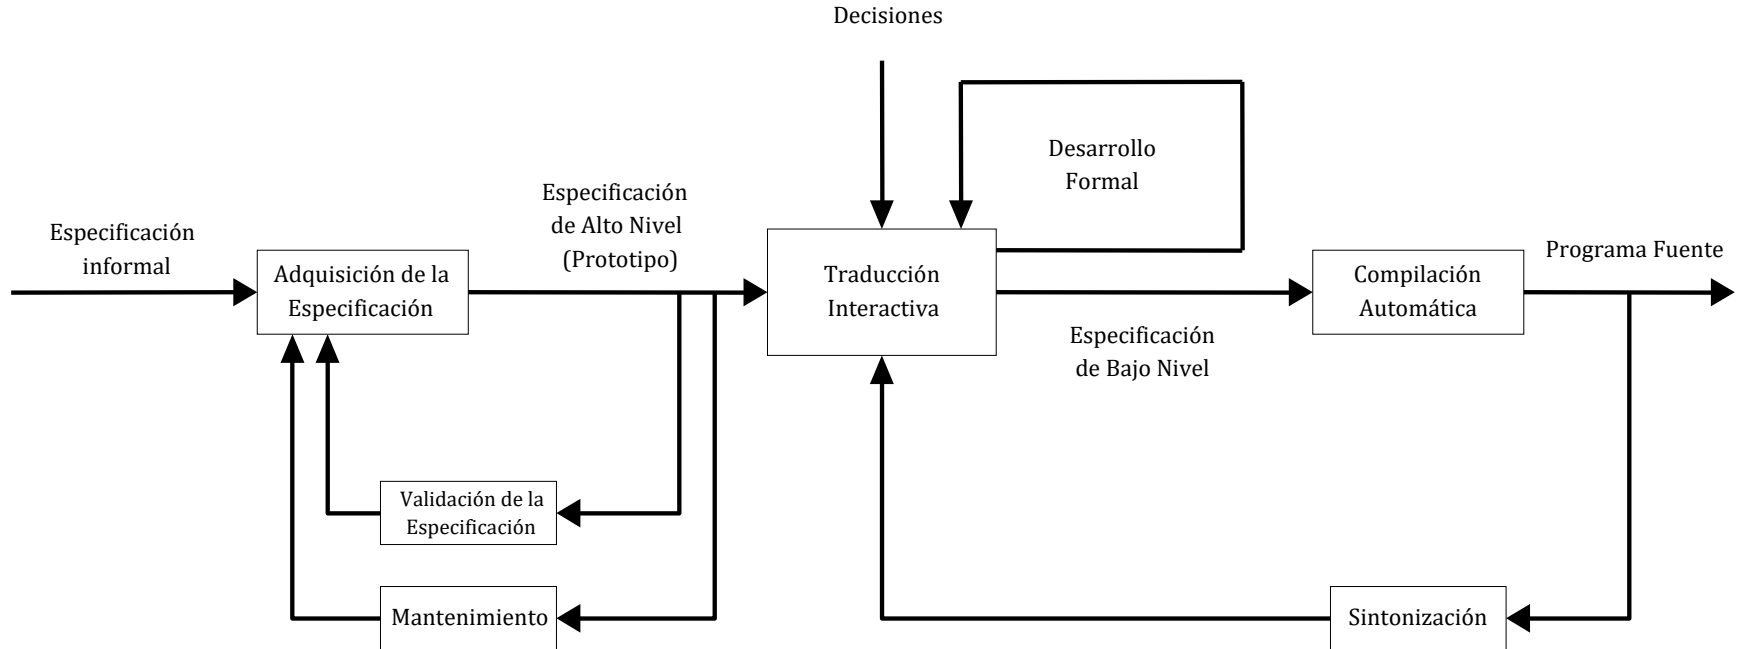 Decisiones
Desarrollo
Formal
Especificación
de Alto Nivel
(Prototipo)
Especificación
informal
Adquisición de la
Especificación
Traducción
Interactiva
Compilación
Automática
Programa Fuente
Especificación
de Bajo Nivel
Validación de la
Especificación
Mantenimiento
Sintonización